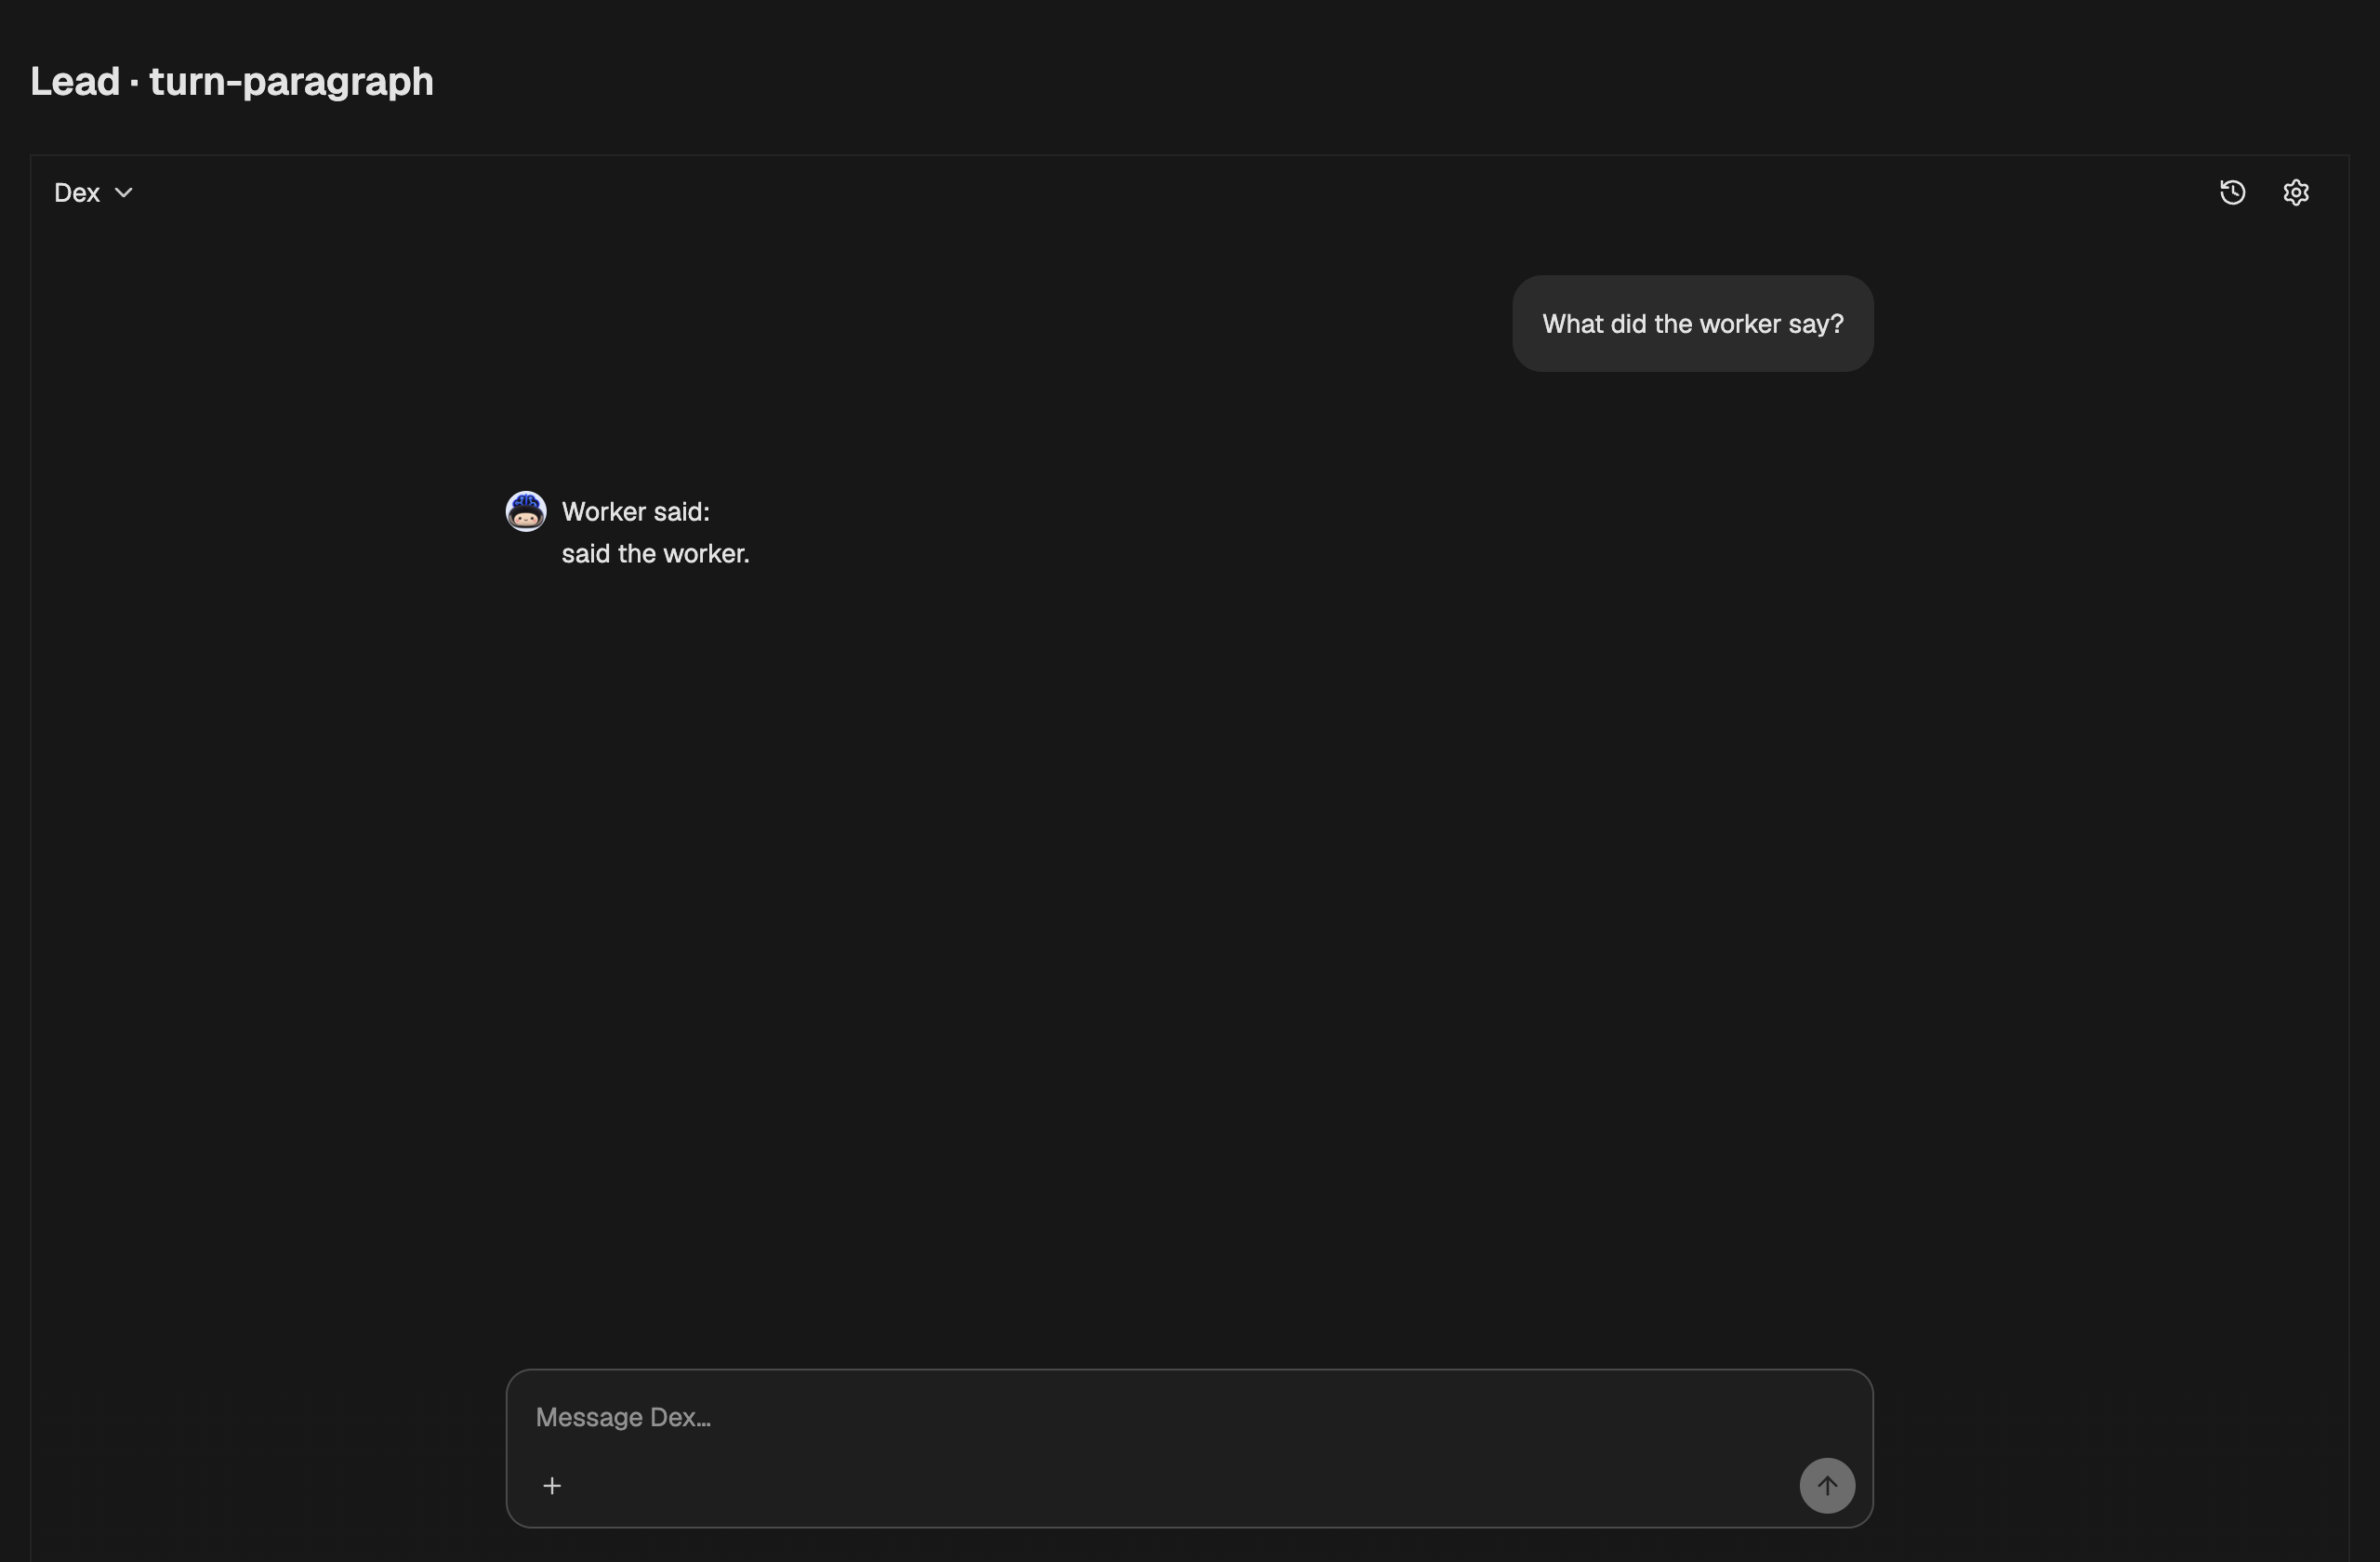 Lead · turn-paragraph
Dex
What did the worker say?
Worker said:
said the worker.
Message Dex...